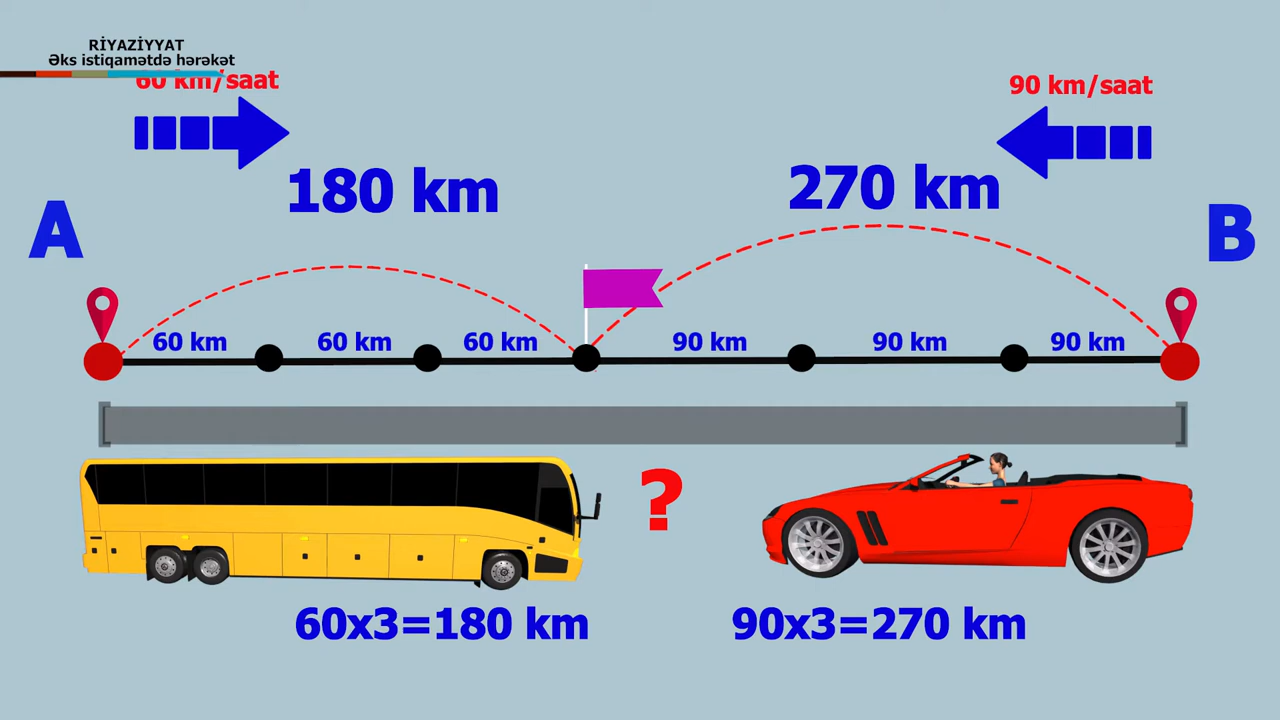 RİYAZİYYAT
Əks istiqamətdə hərəkət
60 km/saat
90 km/saat
180 km
270 km
A
B
60 km
60 km
60 km
90 km
90 km
90 km
?
60x3=180 km
90x3=270 km